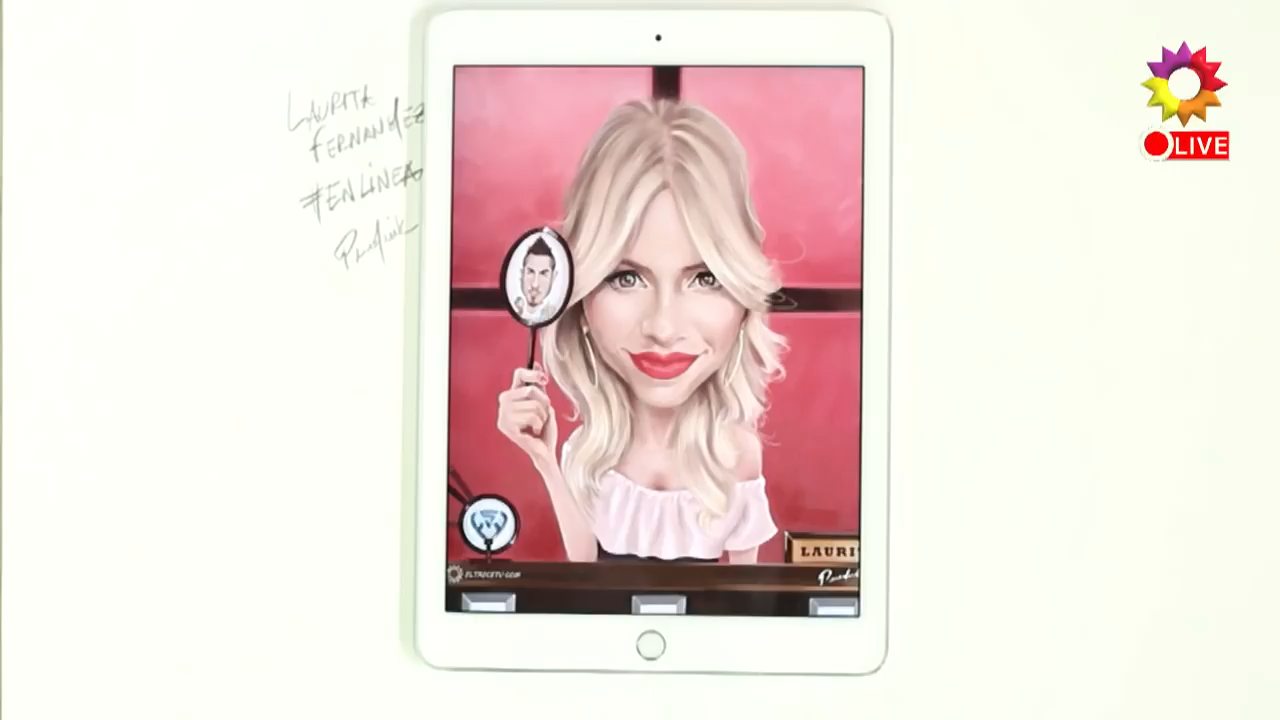 LAURITA
FERNANDEZ
#ENLINEA
LIVE
LAURI
ELTRECETV.COM